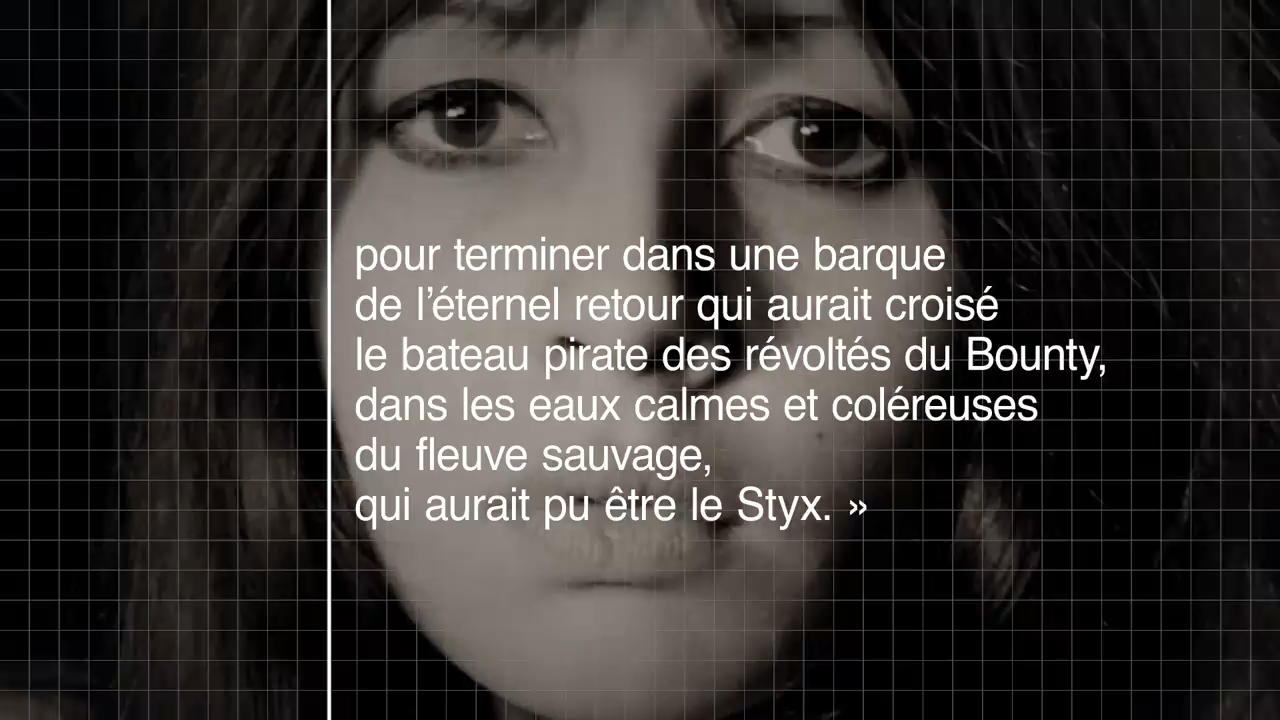 pour terminer dans une barque
de l’éternel retour qui aurait croisé
le bateau pirate des révoltés du Bounty,
dans les eaux calmes et coléreuses
du fleuve sauvage,
qui aurait pu être le Styx. »